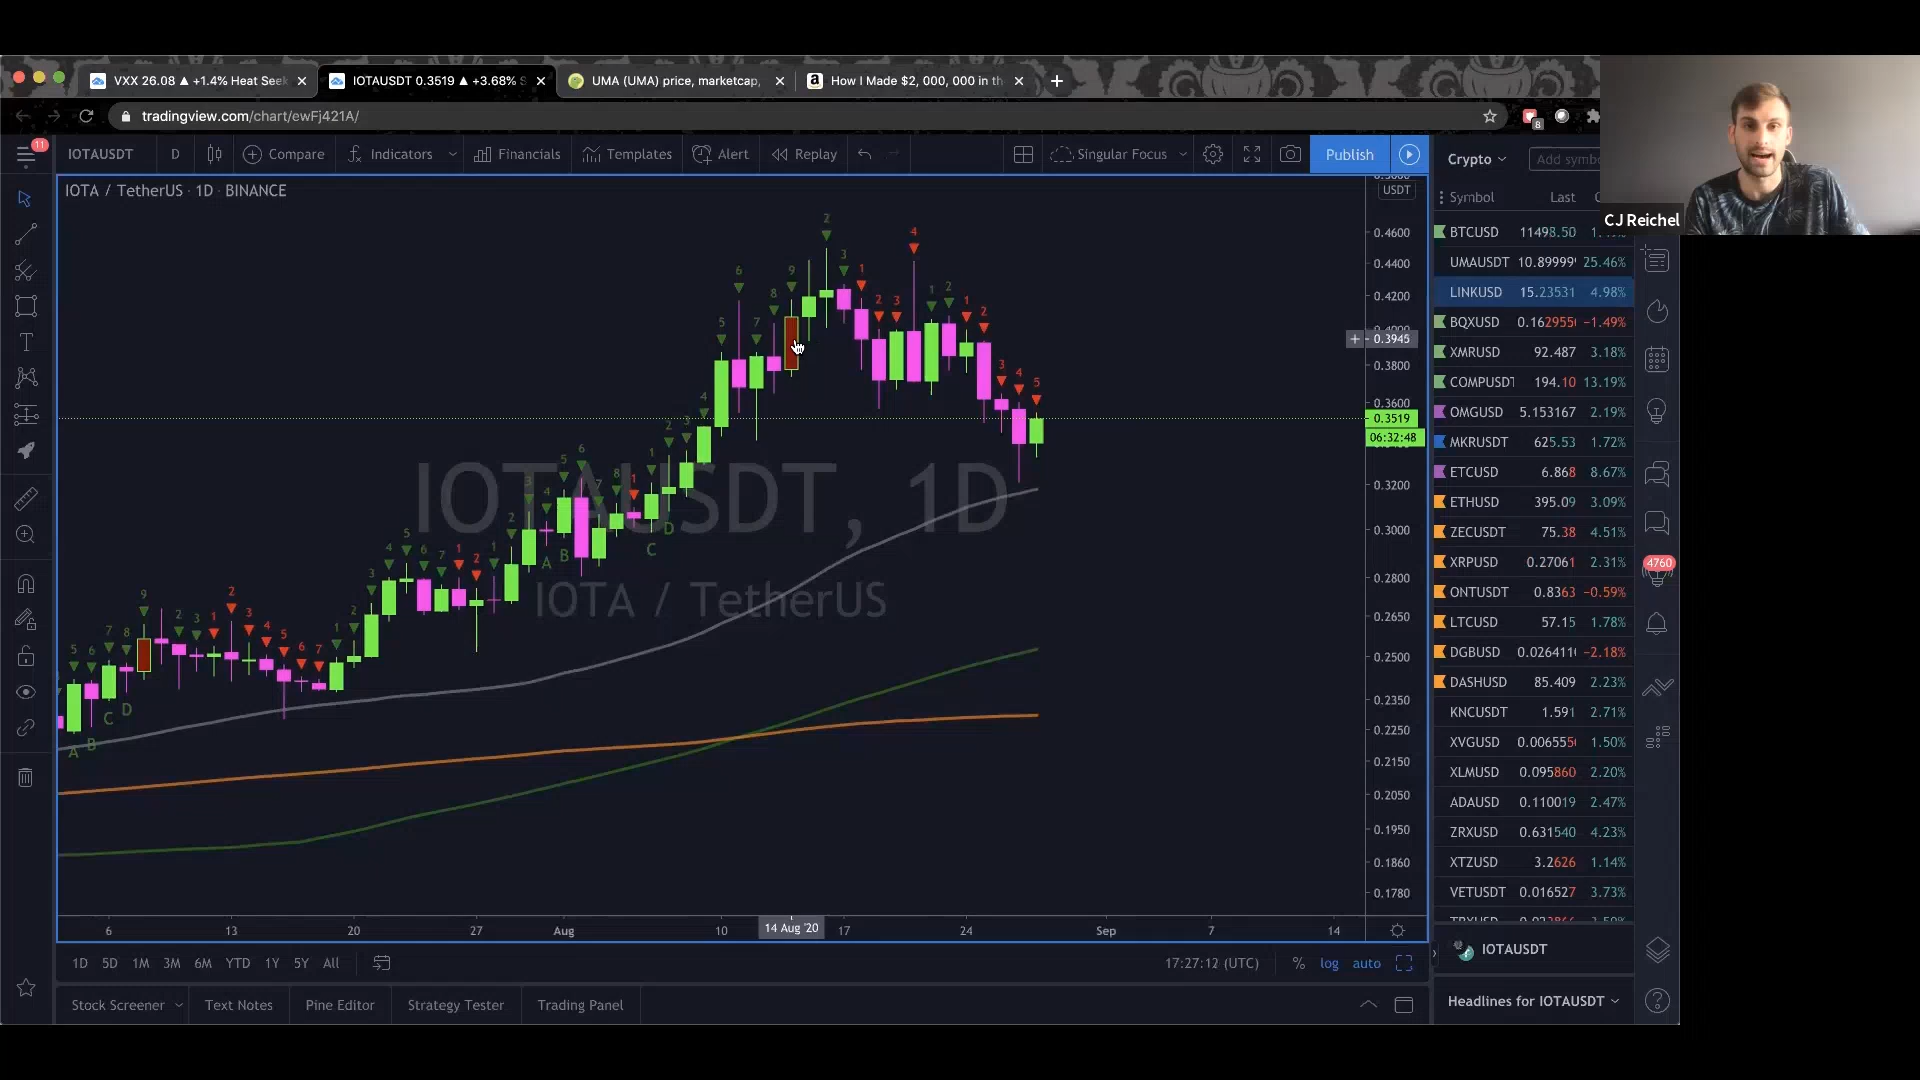 VXX 26.08 ▲ +1.4% Heat Seek
IOTAUSDT 0.3519 ▲ +3.68% S
UMA (UMA) price, marketcap,
How I Made $2, 000, 000 in th
tradingview.com/chart/ewFj421A/
8
11
IOTAUSDT
D
Compare
Indicators
Financials
Templates
Alert
Replay
Singular Focus
Publish
Crypto
Add symbo
CJ Reichel
IOTA / TetherUS · 1D · BINANCE
USDT
Symbol
Last
IOTAUSDT, 1D
IOTA / TetherUS
0.4600
0.4400
0.4200
0.3945
0.3800
0.3600
0.3519
06:32:48
0.3200
0.3000
0.2800
0.2650
0.2500
0.2350
0.2250
0.2150
0.2050
0.1950
0.1860
0.1780
BTCUSD 11498.50
UMAUSDT 10.899999 25.46%
LINKUSD 15.23531 4.98%
BQXUSD 0.162955 −1.49%
XMRUSD 92.487 3.18%
COMPUSDT 194.10 13.19%
OMGUSD 5.153167 2.19%
MKRUSDT 625.53 1.72%
ETCUSD 6.868 8.67%
ETHUSD 395.09 3.09%
ZECUSDT 75.38 4.51%
XRPUSD 0.27061 2.31%
ONTUSDT 0.8363 −0.59%
LTCUSD 57.15 1.78%
DGBUSD 0.026411 −2.18%
DASHUSD 85.409 2.23%
KNCUSDT 1.591 2.71%
XVGUSD 0.006555 1.50%
XLMUSD 0.095860 2.20%
ADAUSD 0.110019 2.47%
ZRXUSD 0.631540 4.23%
XTZUSD 3.2626 1.14%
VETUSDT 0.016527 3.73%
4760
6 13 20 27 Aug 10 14 Aug '20 17 24 Sep 7 14
IOTAUSDT
1D 5D 1M 3M 6M YTD 1Y 5Y All
17:27:12 (UTC)
% log auto
Stock Screener
Text Notes
Pine Editor
Strategy Tester
Trading Panel
Headlines for IOTAUSDT